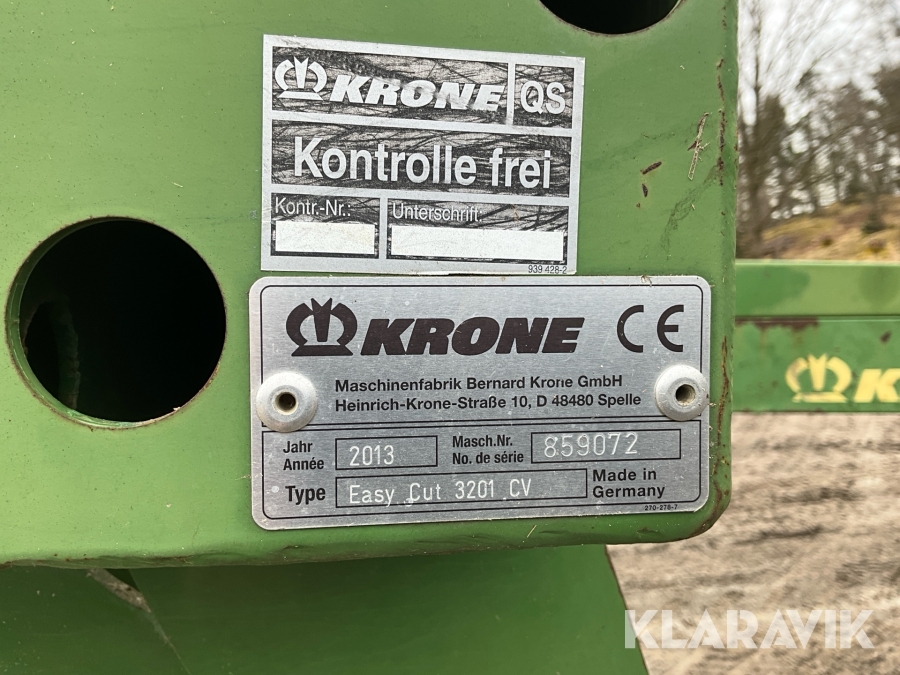 KRONE QS
Kontrolle frei
Kontr.-Nr.: Unterschrift:
939 428-2
KRONE CE
Maschinenfabrik Bernard Krone GmbH
Heinrich-Krone-Straße 10, D 48480 Spelle
Jahr
Année
2013
Masch.Nr.
No. de série
859072
Type
Easy Cut 3201 CV
Made in
Germany
270-278-7
K
KLARAVIK